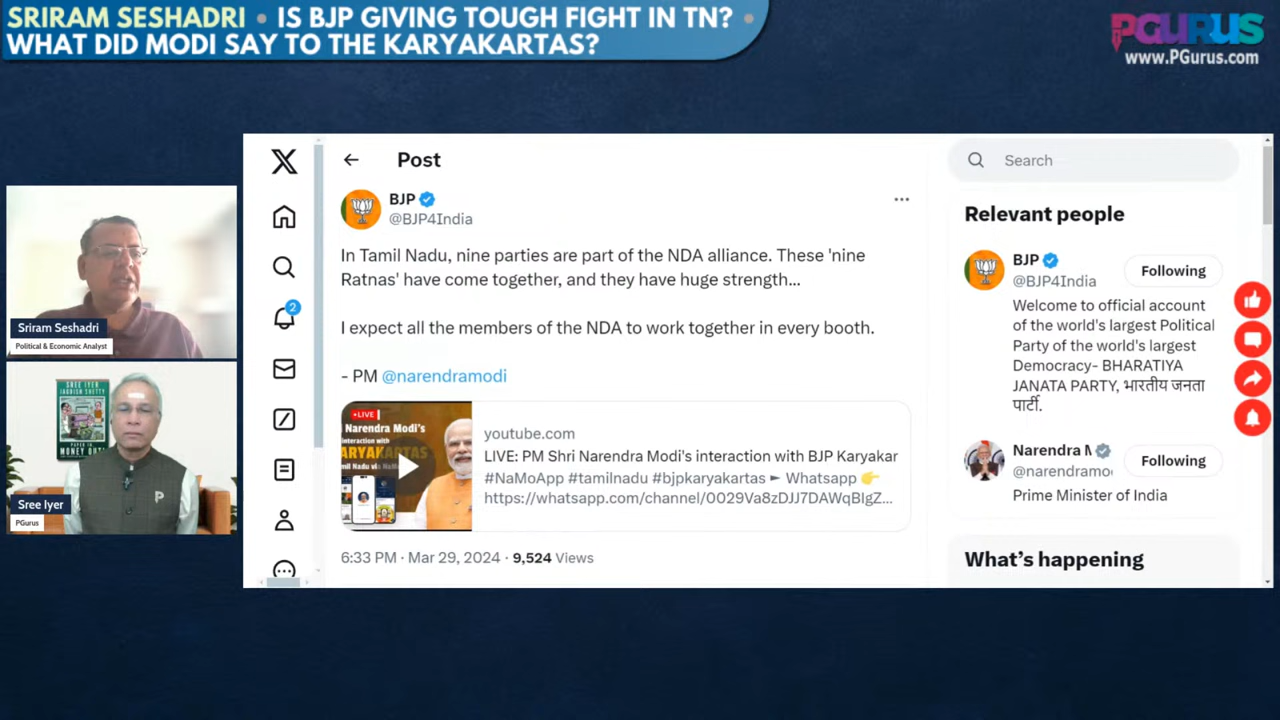 SRIRAM SESHADRI • IS BJP GIVING TOUGH FIGHT IN TN? •
WHAT DID MODI SAY TO THE KARYAKARTAS?
PGURUS
www.PGurus.com
Sriram Seshadri
Political & Economic Analyst
SREE IYER
JAGDISH SHETTY
MONEY
P
Sree Iyer
PGurus
X
2
Post
BJP
@BJP4India
In Tamil Nadu, nine parties are part of the NDA alliance. These 'nine
Ratnas' have come together, and they have huge strength...
I expect all the members of the NDA to work together in every booth.
- PM @narendramodi
LIVE
Narendra Modi's
interaction with
youtube.com
LIVE: PM Shri Narendra Modi's interaction with BJP Karyakar
#NaMoApp #tamilnadu #bjpkaryakartas ► Whatsapp 👉
https://whatsapp.com/channel/0029Va8zDJJ7DAWqBIgZ...
6:33 PM · Mar 29, 2024 · 9,524 Views
Search
Relevant people
BJP
@BJP4India
Following
Welcome to official account
of the world's largest Political
Party of the world's largest
Democracy- BHARATIYA
JANATA PARTY, भारतीय जनता
पार्टी.
Narendra M
@narendramo
Following
Prime Minister of India
What's happening